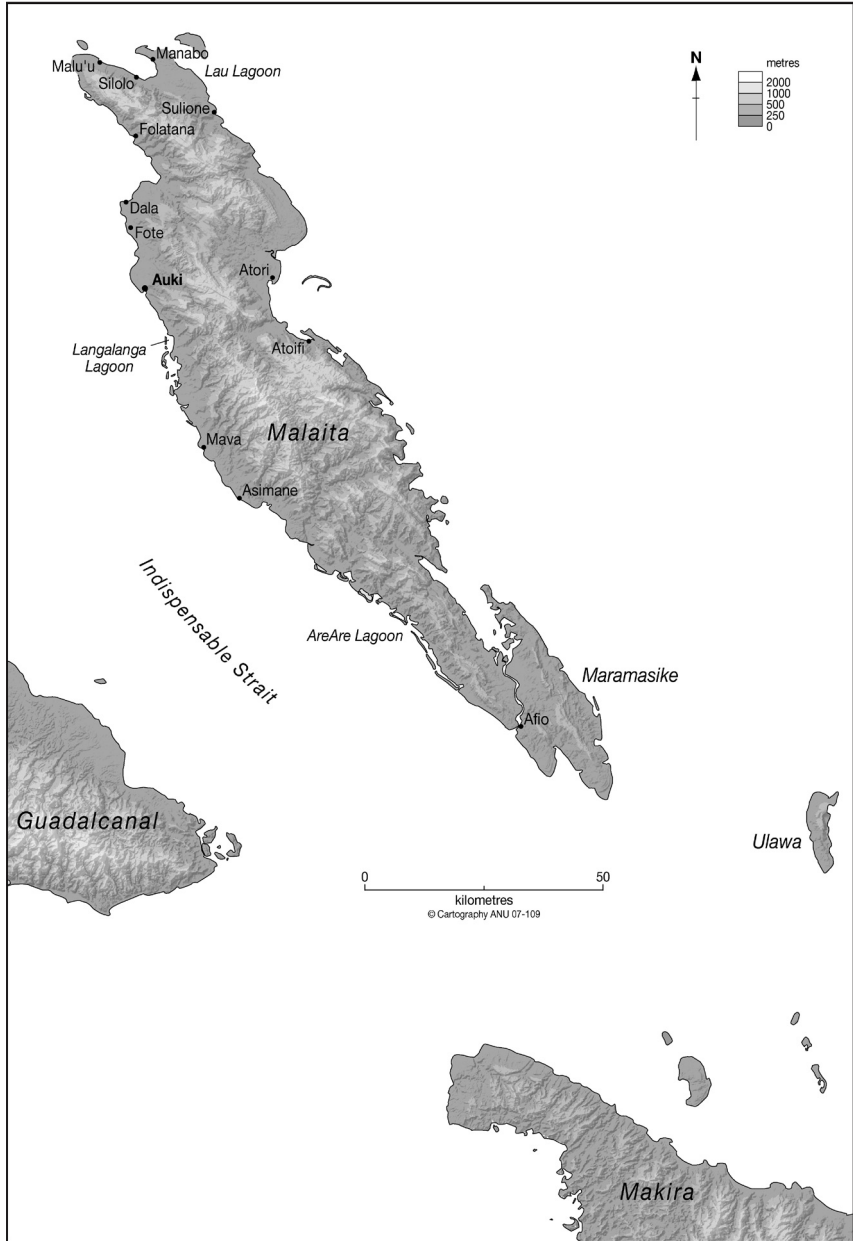 Manabo
Malu'u
Lau Lagoon
Silolo
Sulione
Folatana
Dala
Fote
Atori
Auki
Langalanga
Lagoon
Atoifi
Malaita
Mava
Asimane
Indispensable Strait
AreAre Lagoon
Maramasike
Afio
Guadalcanal
Ulawa
0 50
kilometres
© Cartography ANU 07-109
Makira
N
metres
2000
1000
500
250
0